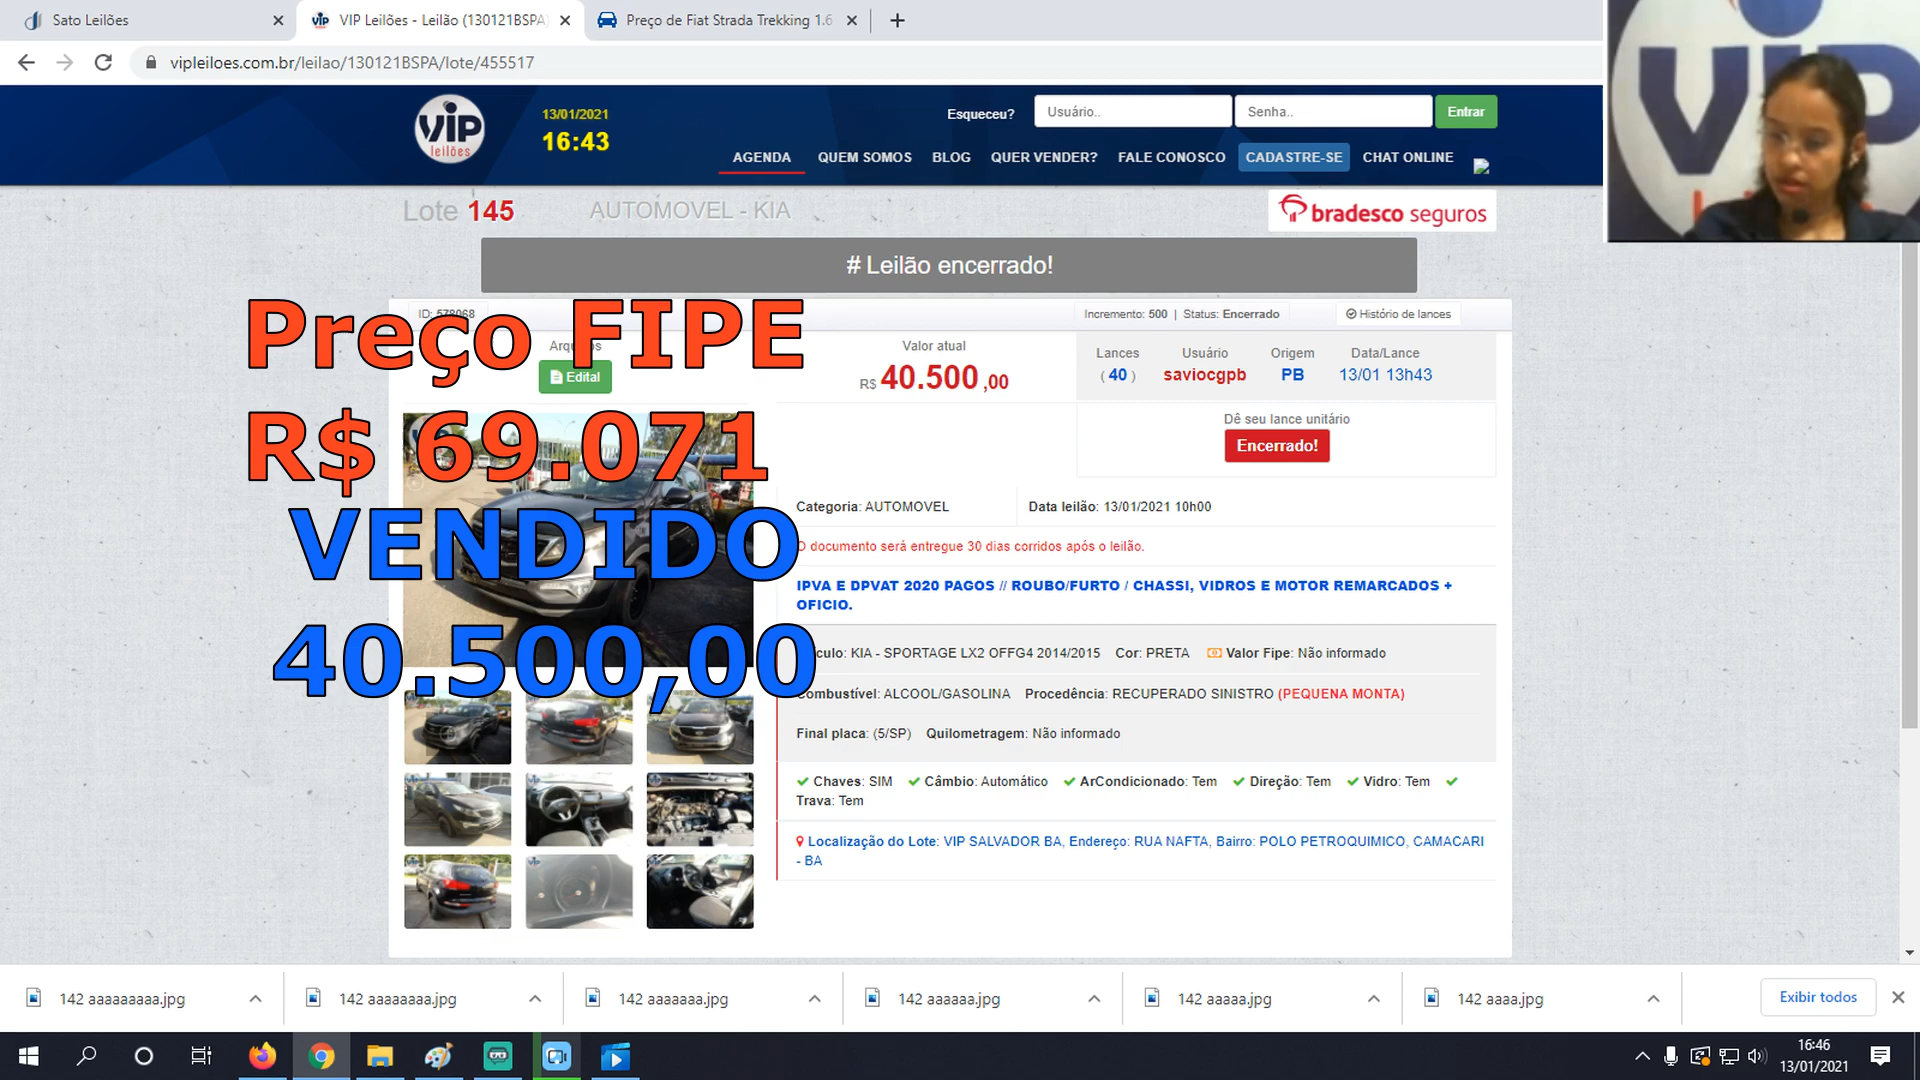 Sato Leilões
VIP Leilões - Leilão (130121BSPA)
Preço de Fiat Strada Trekking 1.6
vipleiloes.com.br/leilao/130121BSPA/lote/455517
VIP
leilões
13/01/2021
16:43
Esqueceu?
Usuário..
Senha..
Entrar
AGENDA
QUEM SOMOS
BLOG
QUER VENDER?
FALE CONOSCO
CADASTRE-SE
CHAT ONLINE
VIP
Lote 145
AUTOMOVEL - KIA
bradesco seguros
# Leilão encerrado!
ID: 578068
Incremento: 500 | Status: Encerrado
Histório de lances
Preço FIPE
R$ 69.071
VENDIDO
40.500,00
Edital
Valor atual
R$ 40.500 ,00
Lances
Usuário
Origem
Data/Lance
( 40 )
saviocgpb
PB
13/01 13h43
Dê seu lance unitário
Encerrado!
Categoria: AUTOMOVEL
Data leilão: 13/01/2021 10h00
O documento será entregue 30 dias corridos após o leilão.
IPVA E DPVAT 2020 PAGOS // ROUBO/FURTO / CHASSI, VIDROS E MOTOR REMARCADOS +
OFICIO.
culo: KIA - SPORTAGE LX2 OFFG4 2014/2015 Cor: PRETA Valor Fipe: Não informado
Combustível: ALCOOL/GASOLINA Procedência: RECUPERADO SINISTRO (PEQUENA MONTA)
Final placa: (5/SP) Quilometragem: Não informado
Chaves: SIM Câmbio: Automático ArCondicionado: Tem Direção: Tem Vidro: Tem
Trava: Tem
Localização do Lote: VIP SALVADOR BA, Endereço: RUA NAFTA, Bairro: POLO PETROQUIMICO, CAMACARI
- BA
142 aaaaaaaaa.jpg
142 aaaaaaaa.jpg
142 aaaaaaa.jpg
142 aaaaaa.jpg
142 aaaaa.jpg
142 aaaa.jpg
Exibir todos
16:46
13/01/2021